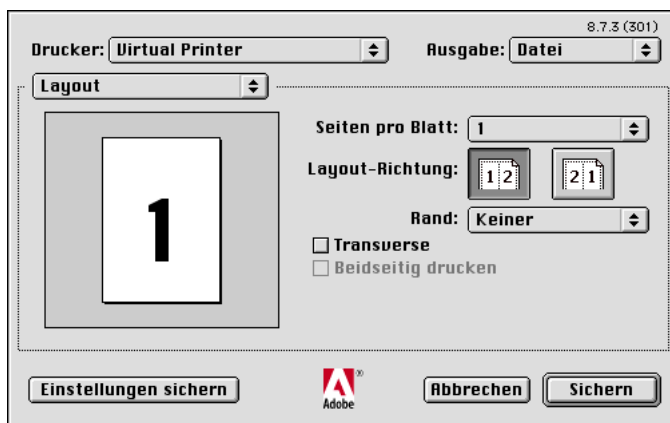 8.7.3 (301)
Drucker: Virtual Printer Ausgabe: Datei
Layout
Seiten pro Blatt: 1
1
Layout-Richtung: 1 2 2 1
Rand: Keiner
Transverse
Beidseitig drucken
Einstellungen sichern Adobe® Abbrechen Sichern